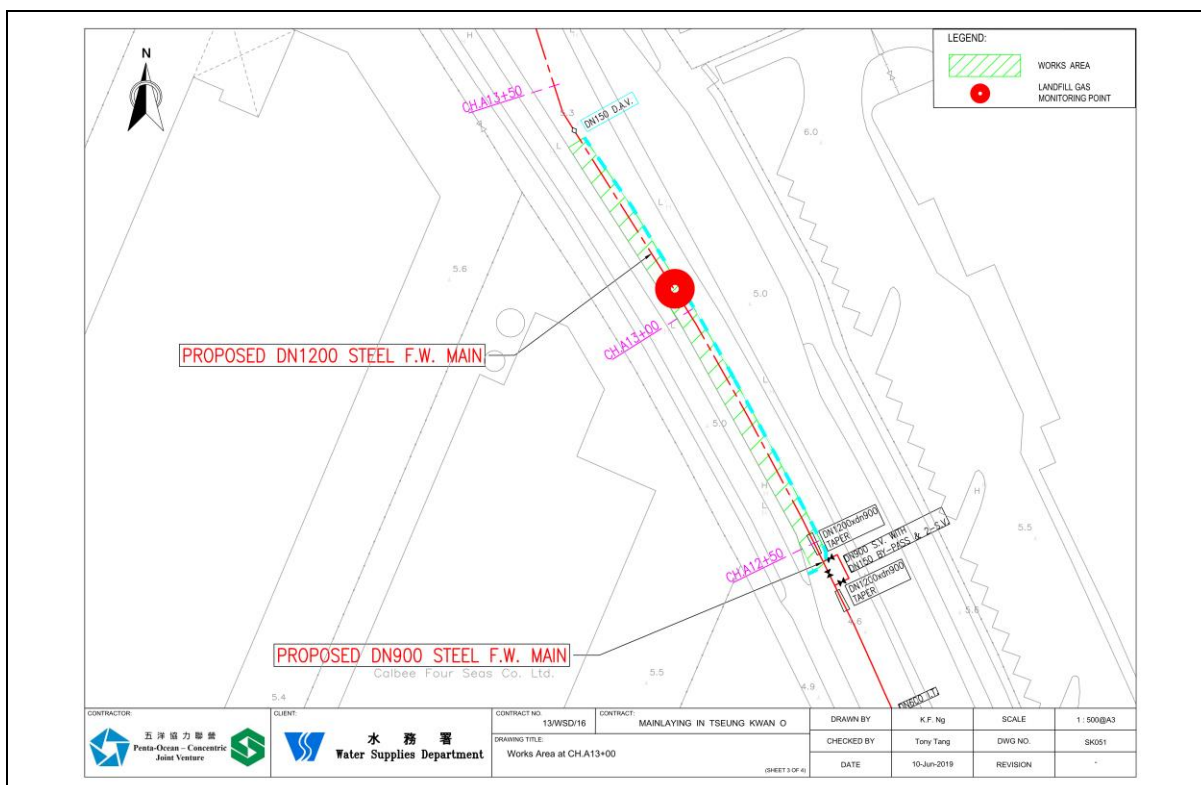 LEGEND:
WORKS AREA
LANDFILL GAS
MONITORING POINT
N
H
L
CH.A13+50
5.3
DN150 D.A.V.
6.0
L
L
5.6
L
5.0
CH.A13+00
L
PROPOSED DN1200 STEEL F.W. MAIN
L
5.0
H
L
H
DN1200xdn900
TAPER
DN900 S.V. WITH
DN150 BY-PASS & 2-S.V.
5.5
CH.A12+50
DN1200xdn900
TAPER
5.6
4.6
PROPOSED DN900 STEEL F.W. MAIN
Calbee Four Seas Co. Ltd.
5.5
5.4
4.9
CONTRACTOR:
五洋協力聯營
Penta-Ocean – Concentric
Joint Venture
CLIENT:
水務署
Water Supplies Department
CONTRACT NO.
13/WSD/16
CONTRACT:
MAINLAYING IN TSEUNG KWAN O
DRAWING TITLE:
Works Area at CH.A13+00
(SHEET 3 OF 4)
DRAWN BY
K.F. Ng
SCALE
1 : 500@A3
CHECKED BY
Tony Tang
DWG NO.
SK051
DATE
10-Jun-2019
REVISION
-